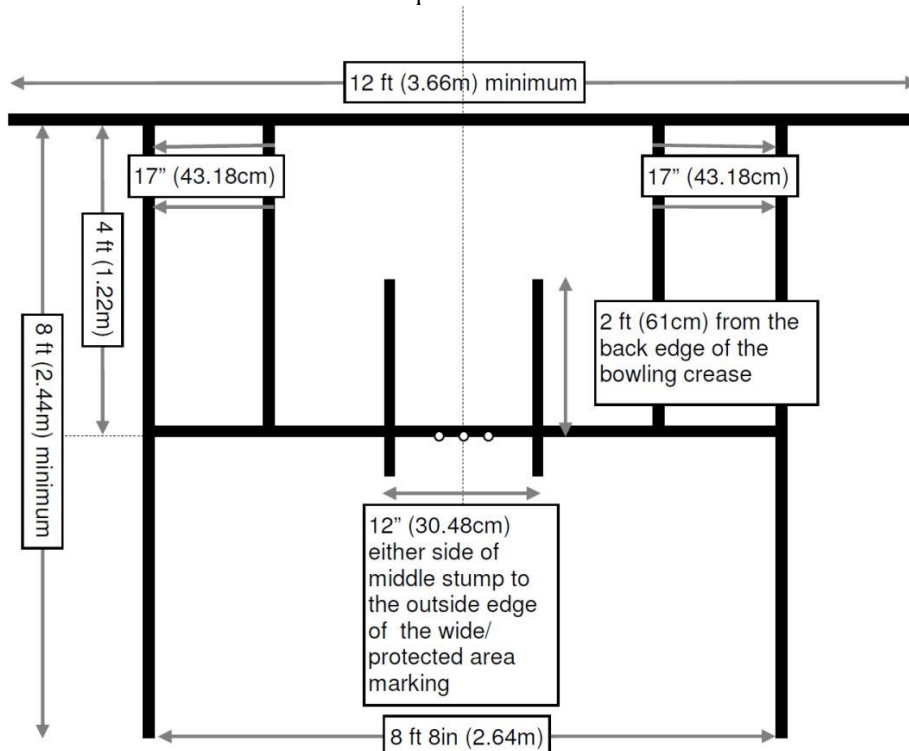 12 ft (3.66m) minimum
17” (43.18cm)
17” (43.18cm)
4 ft (1.22m)
8 ft (2.44m) minimum
2 ft (61cm) from the
back edge of the
bowling crease
12” (30.48cm)
either side of
middle stump to
the outside edge
of the wide/
protected area
marking
8 ft 8in (2.64m)